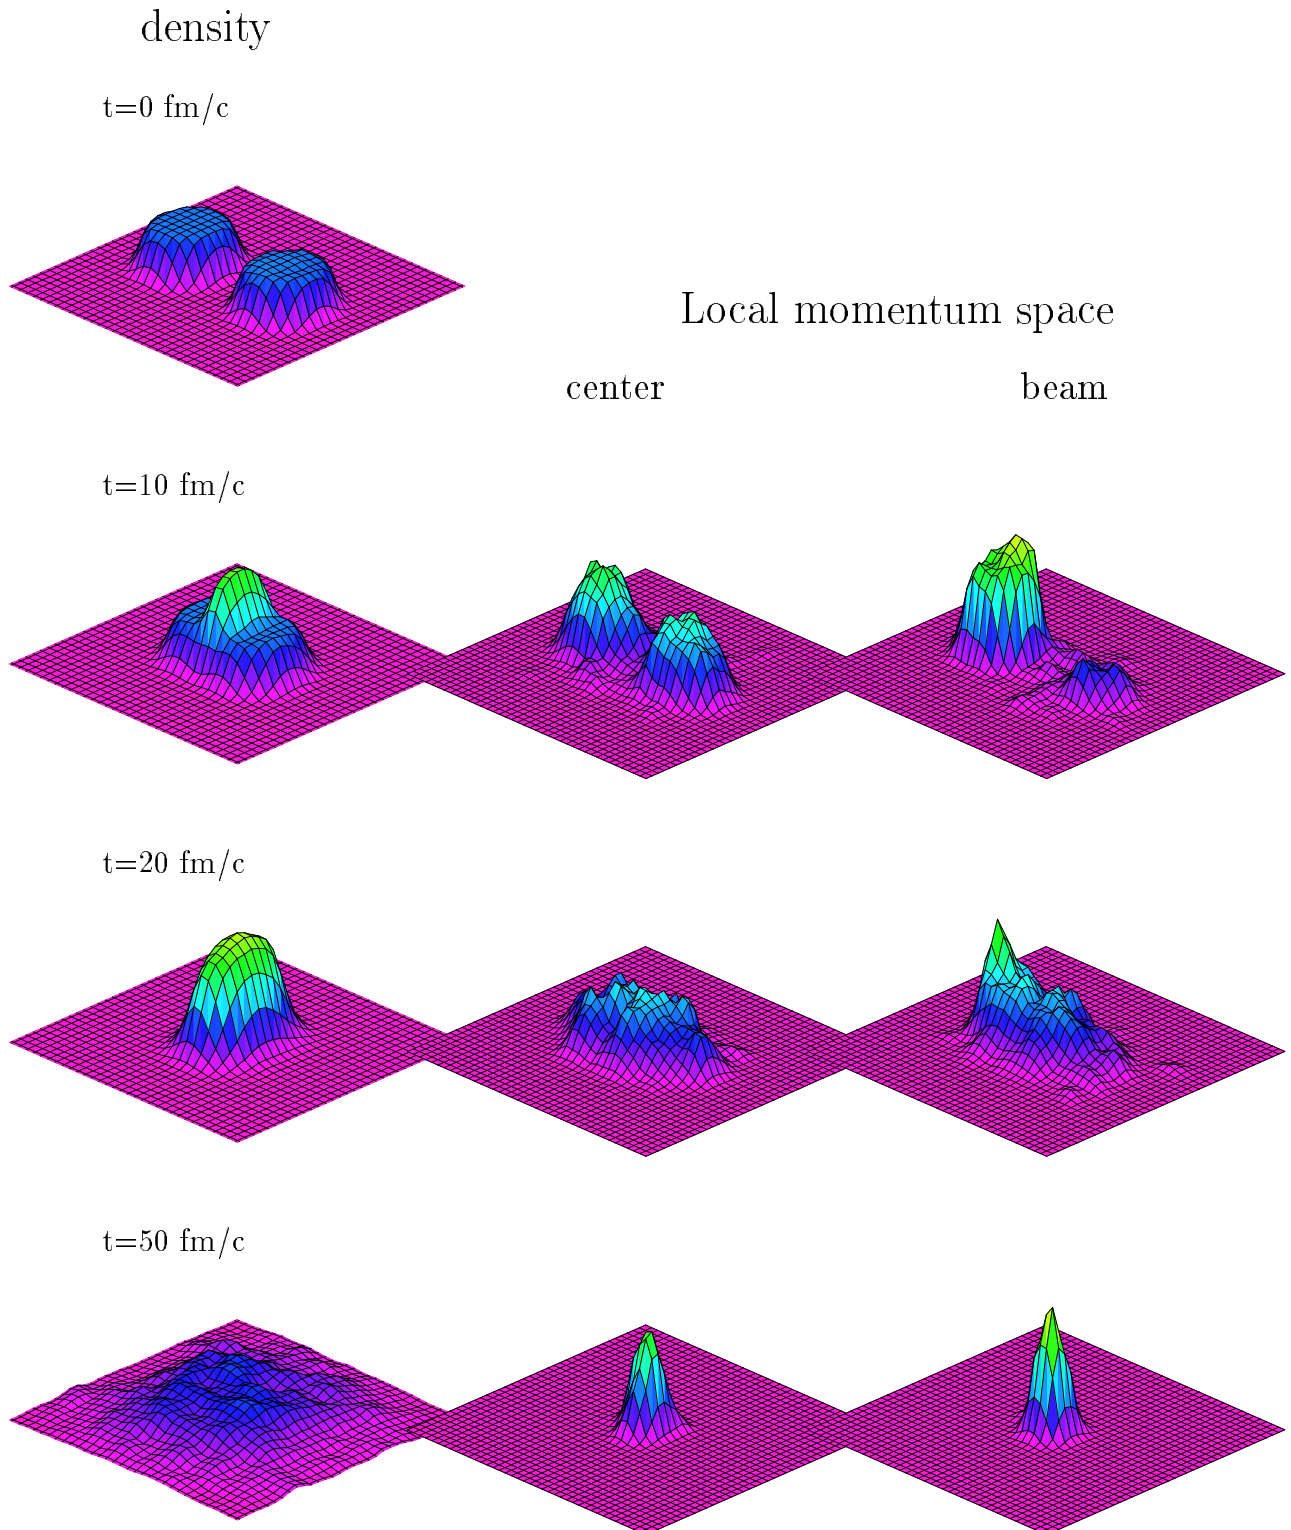 density
t=0 fm/c
Local momentum space
center beam
t=10 fm/c
t=20 fm/c
t=50 fm/c